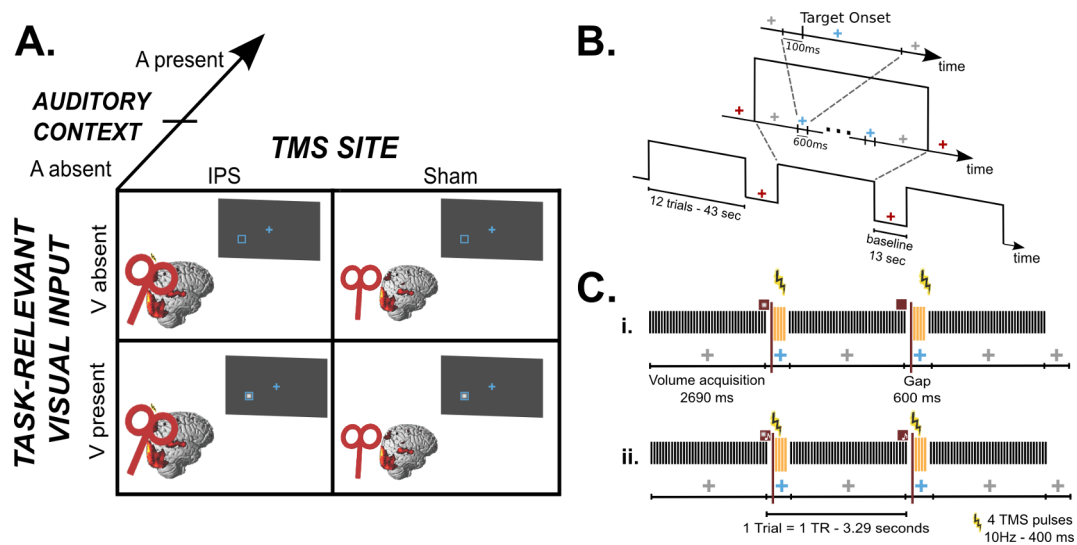 A.
A present
AUDITORY
CONTEXT
A absent
TMS SITE
IPS
Sham
TASK-RELEVANT
VISUAL INPUT
V absent
V present
B.
Target Onset
100ms
time
600ms
time
12 trials - 43 sec
baseline
13 sec
time
C.
i.
Volume acquisition
2690 ms
Gap
600 ms
ii.
1 Trial = 1 TR - 3.29 seconds
4 TMS pulses
10Hz - 400 ms